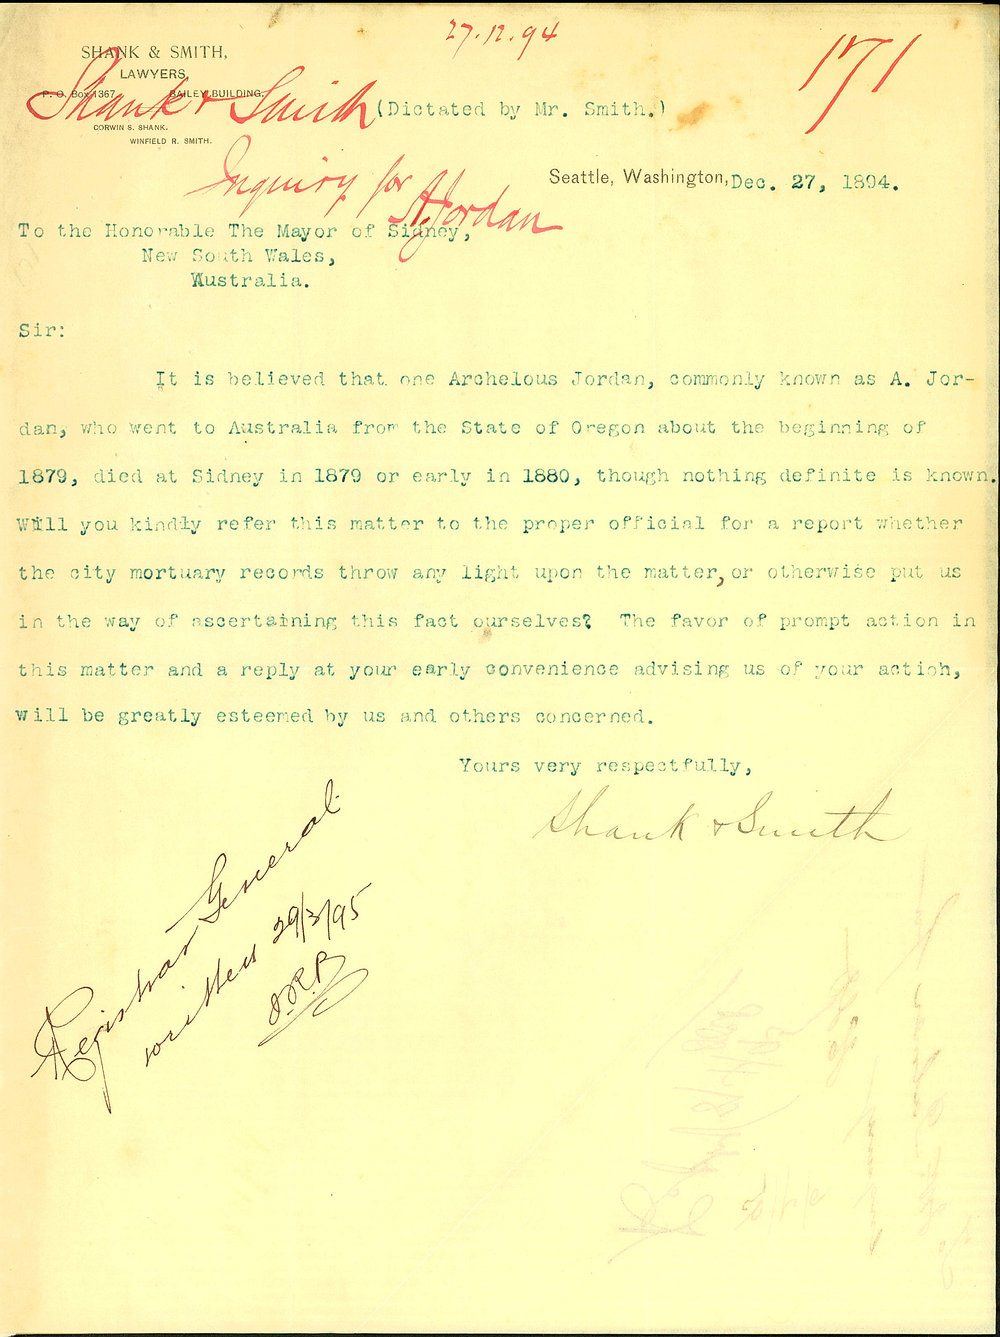 27.12.94
171
SHANK & SMITH,
LAWYERS,
P. O. Box 1367. BAILEY BUILDING.
CORWIN S. SHANK.
WINFIELD R. SMITH.
Shank & Smith
(Dictated by Mr. Smith.)
Inquiry for
A. Jordan
Seattle, Washington, Dec. 27, 1894.
To the Honorable The Mayor of Sidney,
New South Wales,
Australia.
Sir:
It is believed that one Archelous Jordan, commonly known as A. Jor-
dan, who went to Australia from the State of Oregon about the beginning of
1879, died at Sidney in 1879 or early in 1880, though nothing definite is known.
Will you kindly refer this matter to the proper official for a report whether
the city mortuary records throw any light upon the matter, or otherwise put us
in the way of ascertaining this fact ourselves? The favor of prompt action in
this matter and a reply at your early convenience advising us of your action,
will be greatly esteemed by us and others concerned.
Yours very respectfully,
Shank & Smith
Registrar General
written 29/3/95